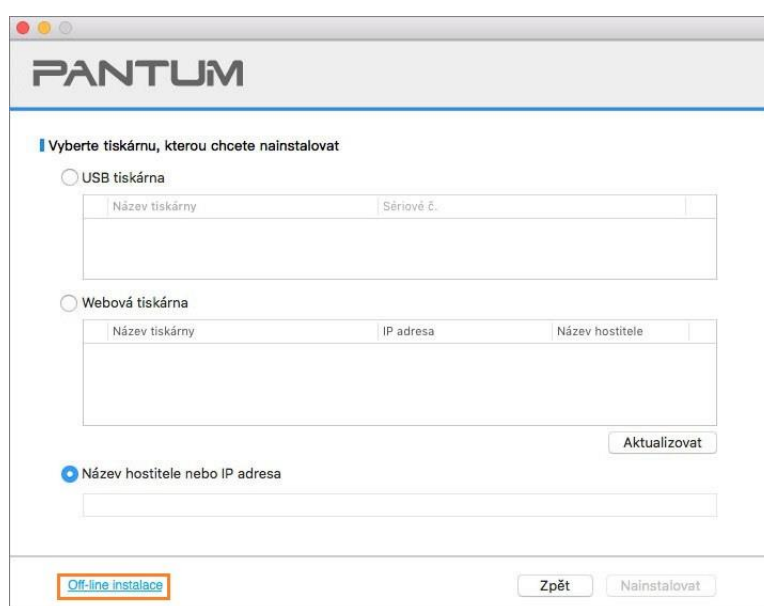 PANTUM
Vyberte tiskárnu, kterou chcete nainstalovat
USB tiskárna
Název tiskárny Sériové č.
Webová tiskárna
Název tiskárny IP adresa Název hostitele
Aktualizovat
Název hostitele nebo IP adresa
Off-line instalace Zpět Nainstalovat